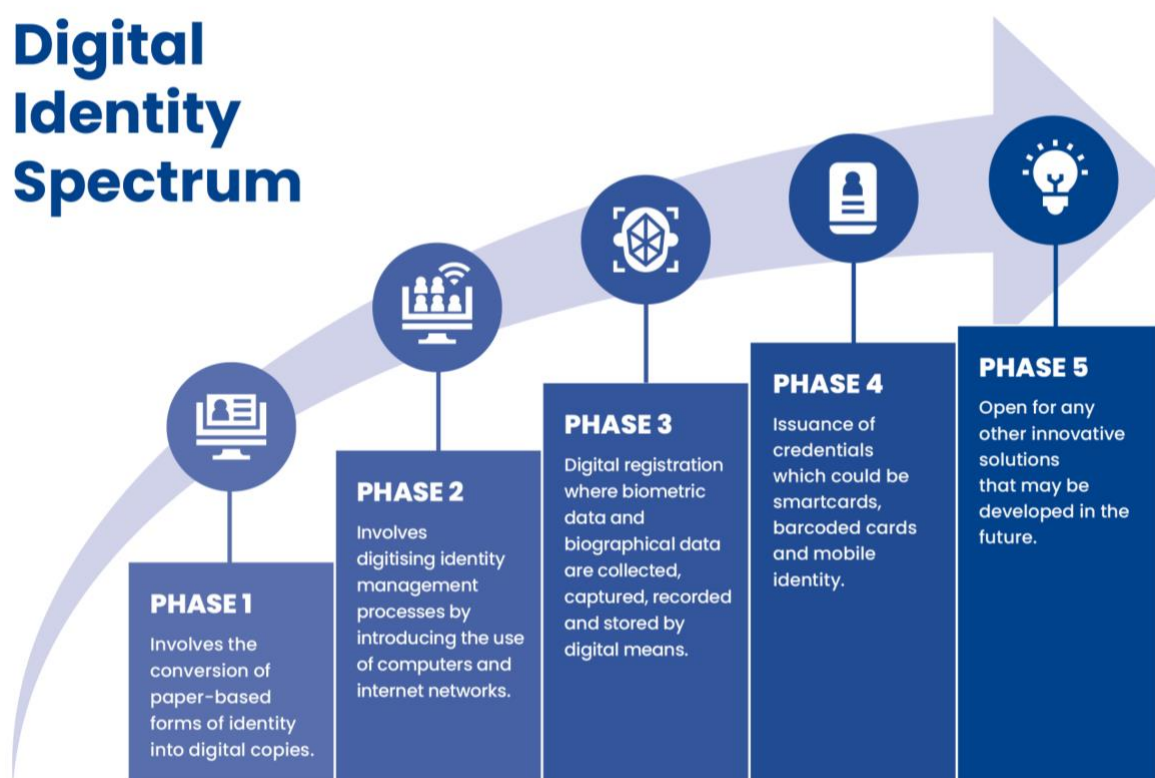 Digital
Identity
Spectrum
PHASE 1
Involves the
conversion of
paper-based
forms of identity
into digital copies.
PHASE 2
Involves
digitising identity
management
processes by
introducing the use
of computers and
internet networks.
PHASE 3
Digital registration
where biometric
data and
biographical data
are collected,
captured, recorded
and stored by
digital means.
PHASE 4
Issuance of
credentials
which could be
smartcards,
barcoded cards
and mobile
identity.
PHASE 5
Open for any
other innovative
solutions
that may be
developed in the
future.